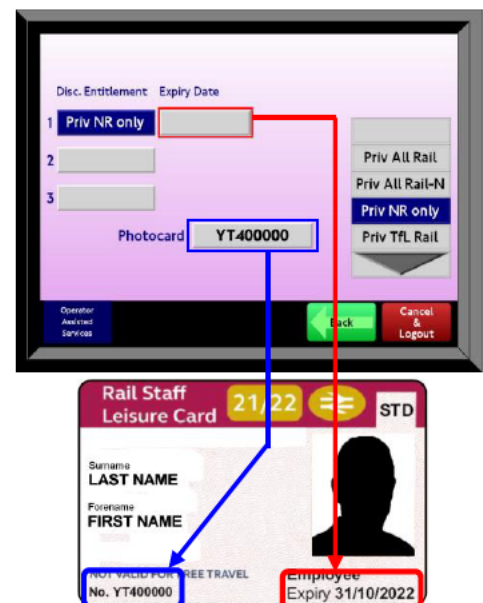 Disc. Entitlement Expiry Date
1 Priv NR only
2
3
Priv All Rail
Priv All Rail-N
Priv NR only
Priv TfL Rail
Photocard YT400000
Operator
Assisted
Services
Back
Cancel
&
Logout
Rail Staff
Leisure Card
21/22
STD
Surname
LAST NAME
Forename
FIRST NAME
NOT VALID FOR FREE TRAVEL
No. YT400000
Employee
Expiry 31/10/2022